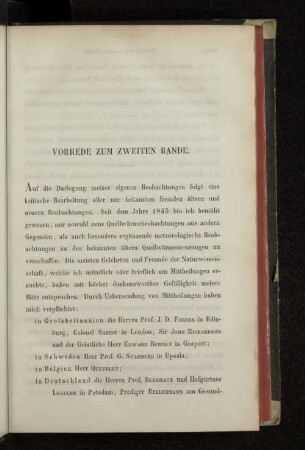 VORREDE ZUM ZWEITEN BANDE.
Auf die Darlegung meiner eigenen Beobachtungen folgt eine
kritische Bearbeitung aller mir bekannten fremden ältern und
neuern Beobachtungen. Seit dem Jahre 1845 bin ich bemüht
gewesen, mir sowohl neue Quellwärmebeobachtungen aus andern
Gegenden, als auch besonders ergänzende meteorologische Beob-
achtungen zu den bekannten ältern Quellwärmemessungen zu
verschaffen. Die meisten Gelehrten und Freunde der Naturwissen-
schaft, welche ich mündlich oder brieflich um Mittheilungen er-
suchte, haben mit höchst dankenswerther Gefälligkeit meiner
Bitte entsprochen. Durch Uebersendung von Mittheilungen haben
mich verpflichtet:
in Grofsbritannien die Herren Prof. J. D. Forbes in Edin-
burg, Colonel Sabine in London, Sir John Richardson
und der Geistliche Herr Edward Burney in Gosport;
in Schweden Herr Prof. G. Svanberg in Upsala;
in Belgien Herr Quetelet;
in Deutschland die Herren Prof. Berghaus und Hofgärtner
Legeler in Potsdam, Prediger Bellermann am Gesund-